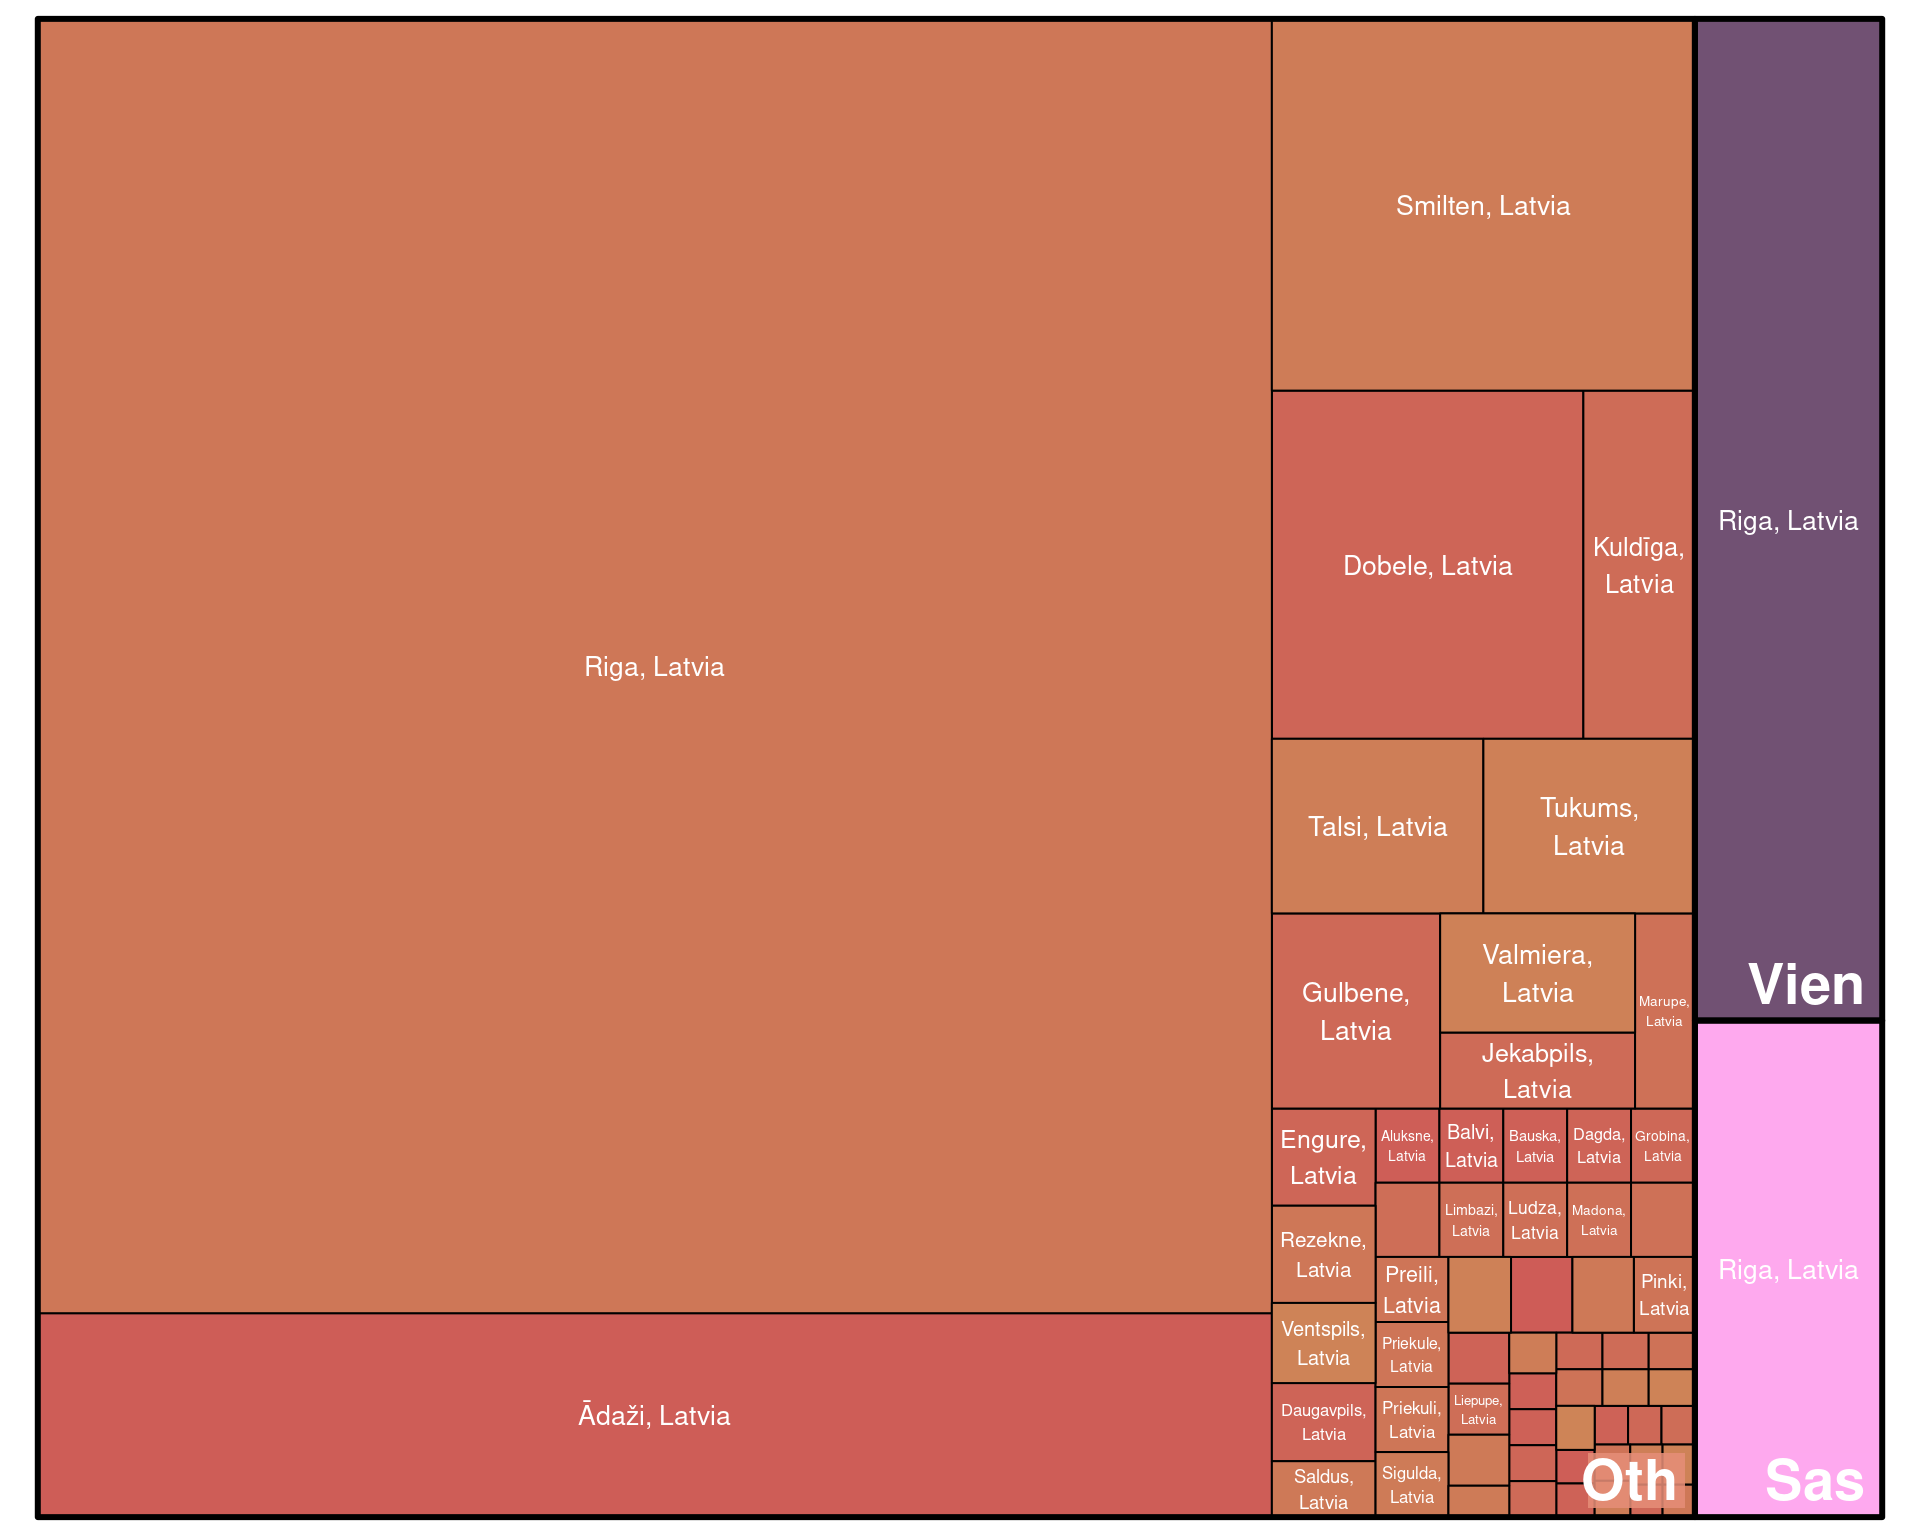 Riga, Latvia
Ādaži, Latvia
Smilten, Latvia
Dobele, Latvia
Kuldīga,
Latvia
Talsi, Latvia
Tukums,
Latvia
Gulbene,
Latvia
Valmiera,
Latvia
Jekabpils,
Latvia
Marupe,
Latvia
Engure,
Latvia
Rezekne,
Latvia
Ventspils,
Latvia
Daugavpils,
Latvia
Saldus,
Latvia
Aluksne,
Latvia
Balvi,
Latvia
Bauska,
Latvia
Dagda,
Latvia
Grobina,
Latvia
Limbazi,
Latvia
Ludza,
Latvia
Madona,
Latvia
Preili,
Latvia
Pinki,
Latvia
Priekule,
Latvia
Priekuli,
Latvia
Liepupe,
Latvia
Sigulda,
Latvia
Oth
Riga, Latvia
Vien
Riga, Latvia
Sas